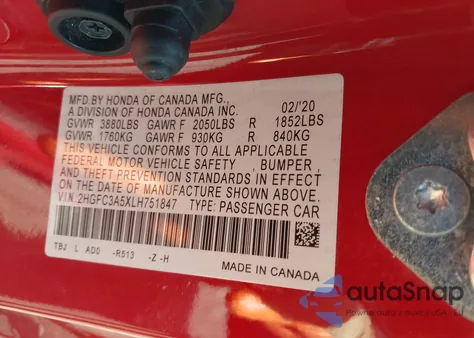 MFD.BY HONDA OF CANADA MFG.,
A DIVISION OF HONDA CANADA INC. 02/'20
GVWR 3880LBS GAWR F 2050LBS R 1852LBS
GVWR 1760KG GAWR F 930KG R 840KG
THIS VEHICLE CONFORMS TO ALL APPLICABLE
FEDERAL MOTOR VEHICLE SAFETY , BUMPER ,
AND THEFT PREVENTION STANDARDS IN EFFECT
ON THE DATE OF MANUFACTURE SHOWN ABOVE.
V.I.N:2HGFC3A5XLH751847 TYPE: PASSENGER CAR
TBJ L AD0 -R513 -Z -H
MADE IN CANADA
autoSnap